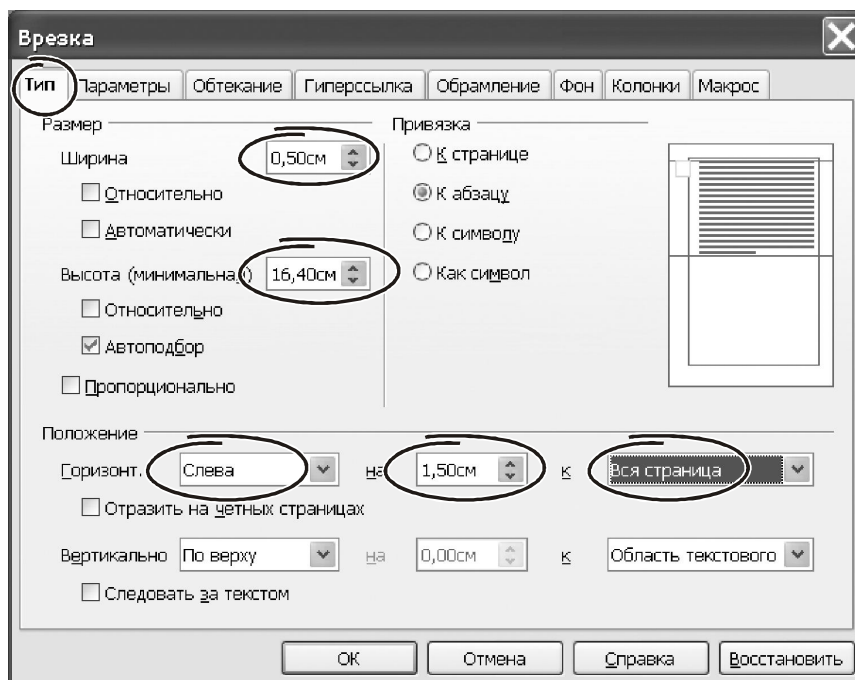 Врезка
Тип Параметры Обтекание Гиперссылка Обрамление Фон Колонки Макрос
Размер
Ширина 0,50см
Относительно
Автоматически
Высота (минимальная) 16,40см
Относительно
Автоподбор
Пропорционально
Привязка
К странице
К абзацу
К символу
Как символ
Положение
Горизонт. Слева на 1,50см к Вся страница
Отразить на четных страницах
Вертикально По верху на 0,00см к Область текстового
Следовать за текстом
ОК Отмена Справка Восстановить